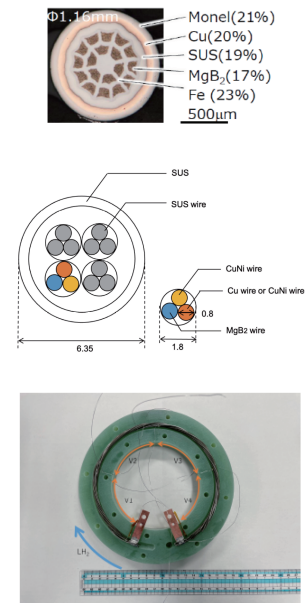 Φ1.16mm
Monel(21%)
Cu(20%)
SUS(19%)
MgB₂(17%)
Fe (23%)
500μm
SUS
SUS wire
CuNi wire
Cu wire or CuNi wire
0.8
MgB2 wire
1.8
6.35
V2
V3
V1
V4
LH₂